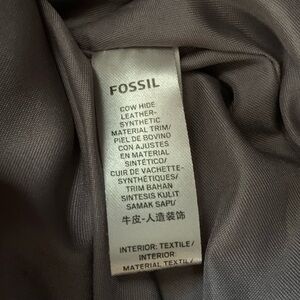 FOSSIL
COW HIDE
LEATHER-
SYNTHETIC
MATERIAL TRIM/
PIEL DE BOVINO
CON AJUSTES
EN MATERIAL
SINTÉTICO/
CUIR DE VACHETTE-
SYNTHÉTIQUES/
TRIM BAHAN
SINTESIS KULIT
SAMAK SAPI/
牛皮-人造装饰
INTERIOR: TEXTILE/
INTERIOR
MATERIAL TEXTIL/